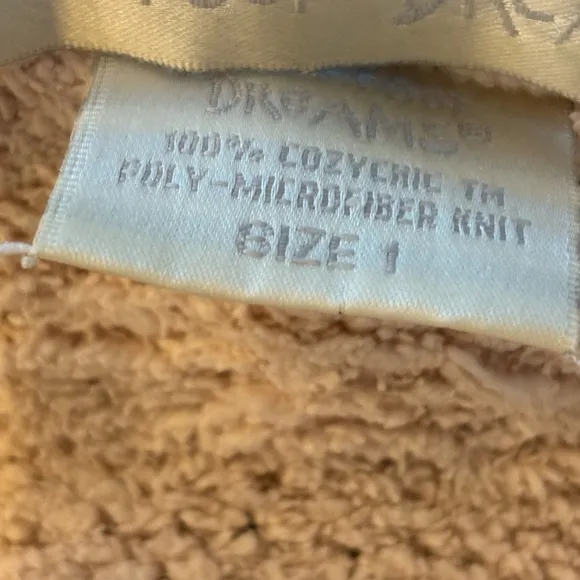 DREAMS®
100% COZYCHIC TM
POLY-MICROFIBER KNIT
SIZE 1